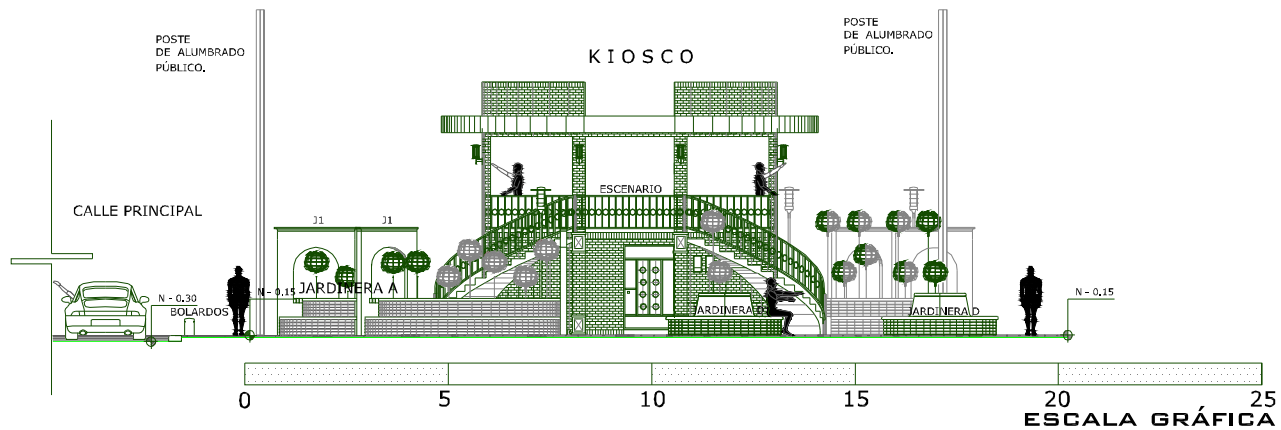 POSTE
DE ALUMBRADO
PÚBLICO.
POSTE
DE ALUMBRADO
PÚBLICO.
KIOSCO
ESCENARIO
CALLE PRINCIPAL
J1
J1
N - 0.30
BOLARDOS
N - 0.15
JARDINERA A
JARDINERA D
JARDINERA D
N - 0.15
0
5
10
15
20
25
ESCALA GRÁFICA